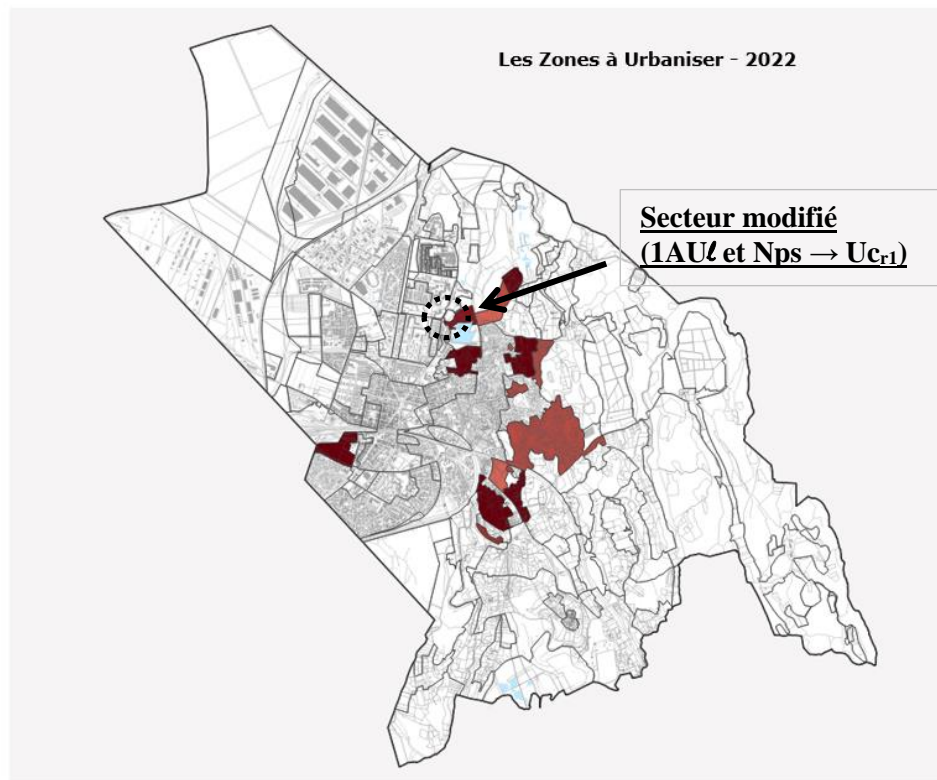 Les Zones à Urbaniser - 2022
Secteur modifié
(1AUℓ et Nps → Ucr1)